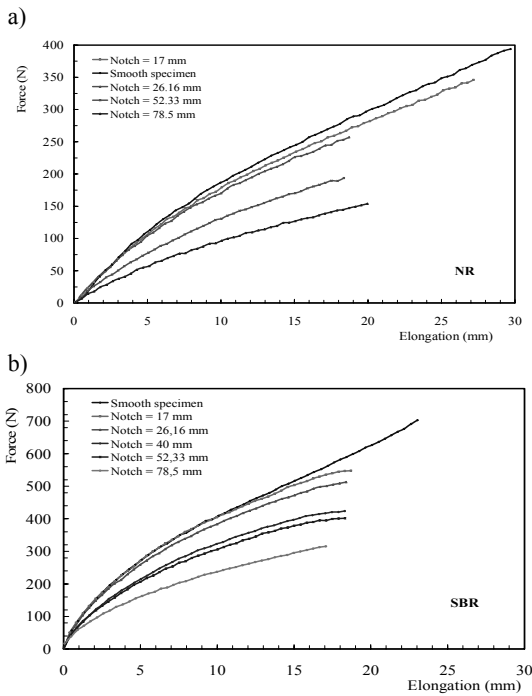 a)
400
350
300
250
200
150
100
50
0
Force (N)
Notch = 17 mm
Smooth specimen
Notch = 26.16 mm
Notch = 52.33 mm
Notch = 78.5 mm
NR
0 5 10 15 20 25 30
Elongation (mm)
b)
800
700
600
500
400
300
200
100
0
Force (N)
Smooth specimen
Notch = 17 mm
Notch = 26,16 mm
Notch = 40 mm
Notch = 52,33 mm
Notch = 78,5 mm
SBR
0 5 10 15 20 25 30
Elongation (mm)